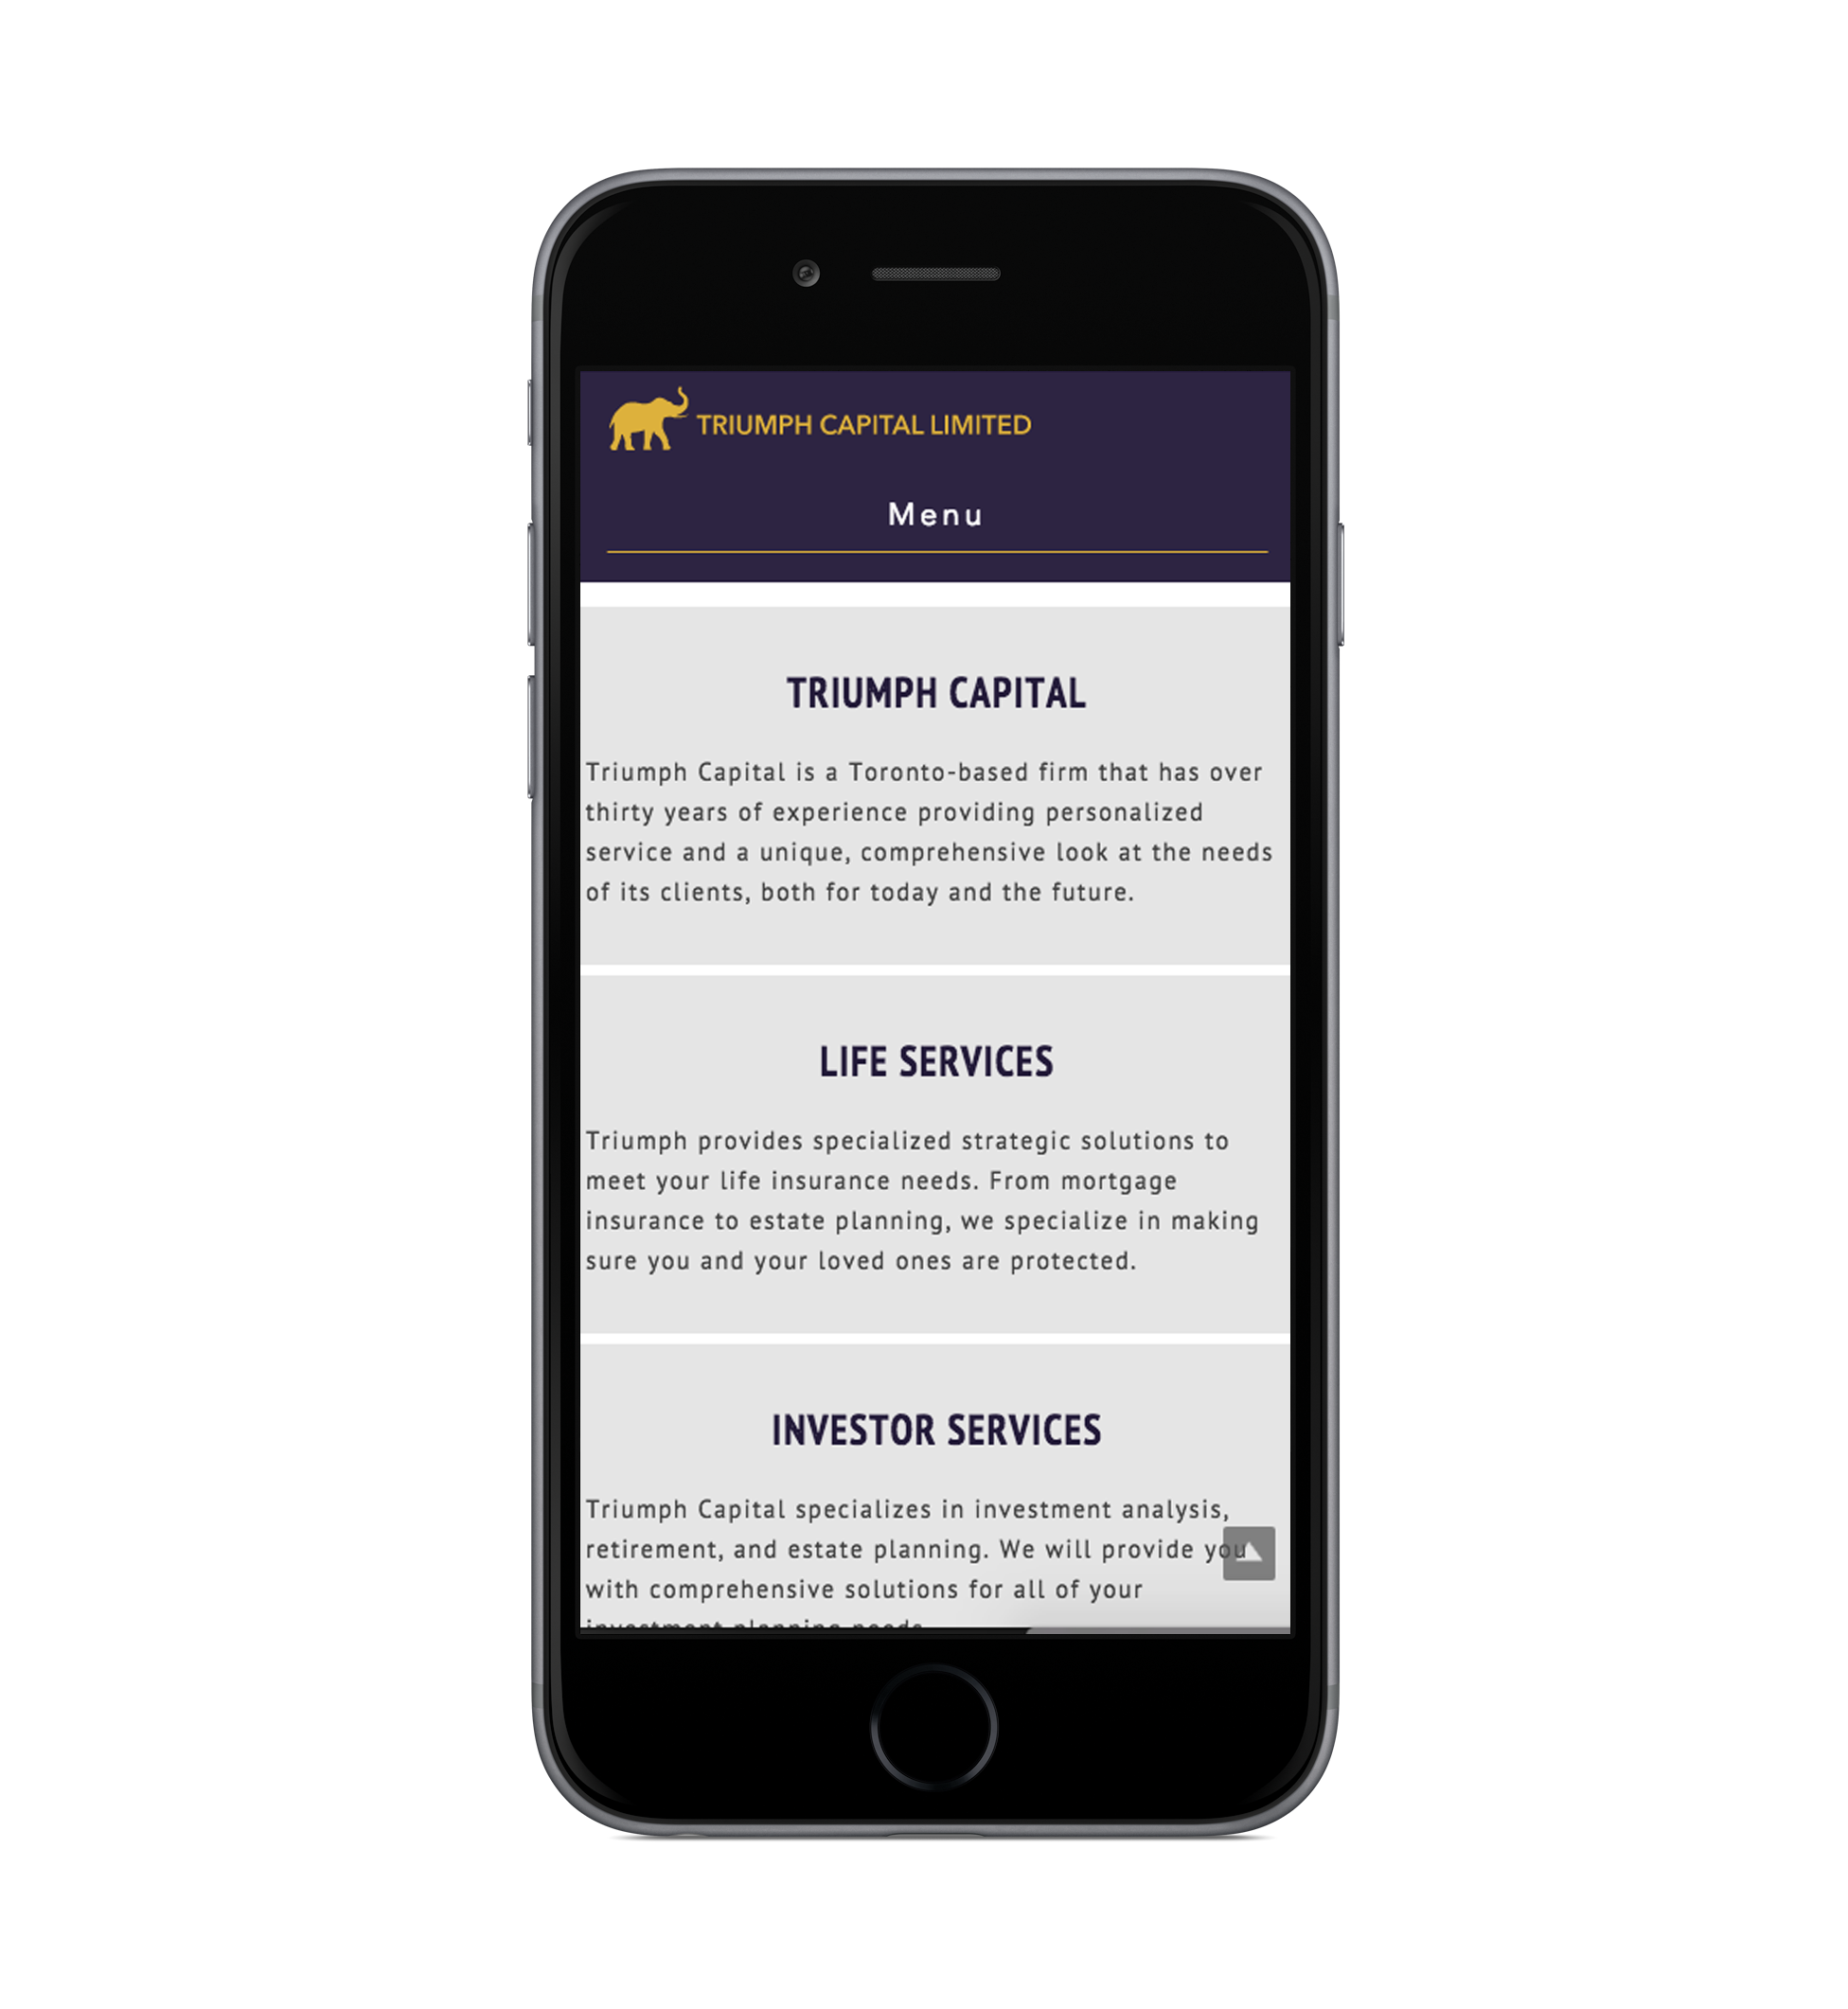 TRIUMPH CAPITAL LIMITED
Menu
TRIUMPH CAPITAL
Triumph Capital is a Toronto-based firm that has over
thirty years of experience providing personalized
service and a unique, comprehensive look at the needs
of its clients, both for today and the future.
LIFE SERVICES
Triumph provides specialized strategic solutions to
meet your life insurance needs. From mortgage
insurance to estate planning, we specialize in making
sure you and your loved ones are protected.
INVESTOR SERVICES
Triumph Capital specializes in investment analysis,
retirement, and estate planning. We will provide you
with comprehensive solutions for all of your
investment planning needs.